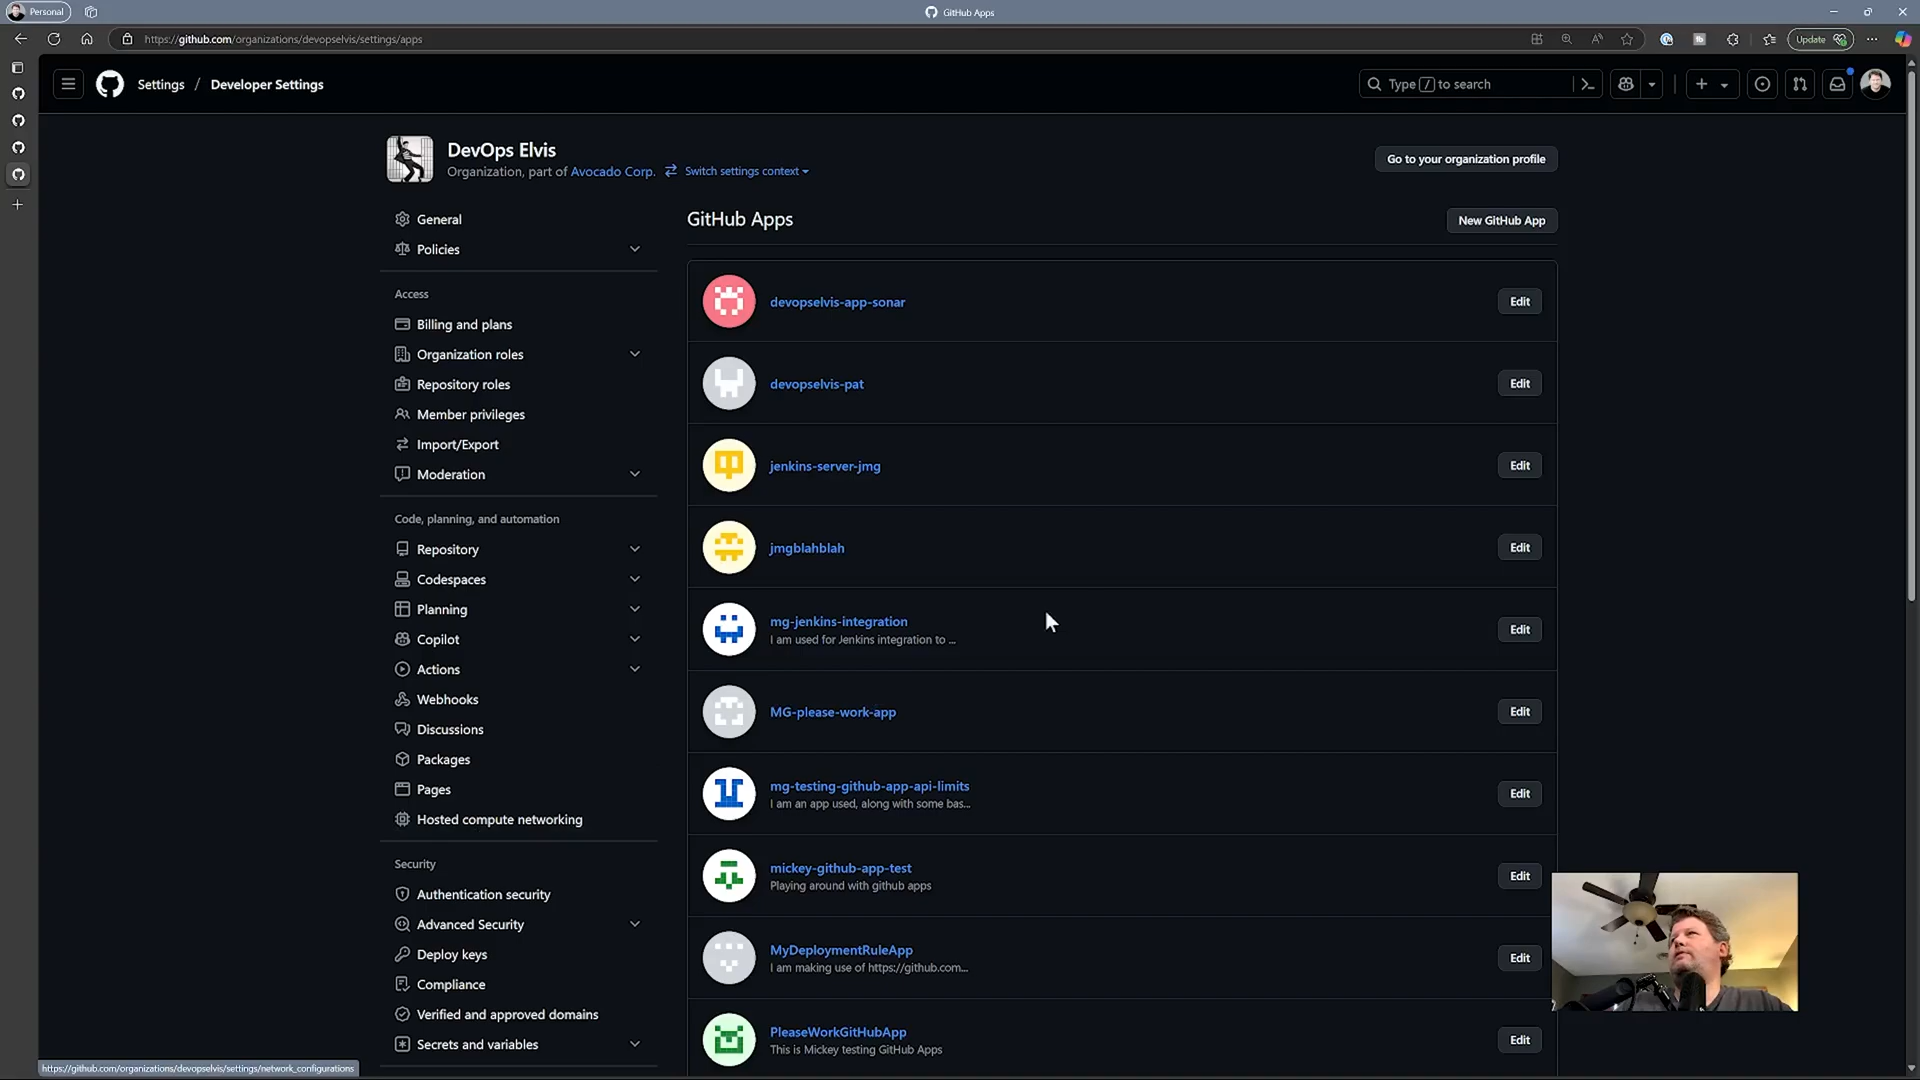 Personal
GitHub Apps
https://github.com/organizations/devopselvis/settings/apps
Update
Settings / Developer Settings
Type / to search
DevOps Elvis
Organization, part of Avocado Corp. Switch settings context
Go to your organization profile
General
Policies
Access
Billing and plans
Organization roles
Repository roles
Member privileges
Import/Export
Moderation
Code, planning, and automation
Repository
Codespaces
Planning
Copilot
Actions
Webhooks
Discussions
Packages
Pages
Hosted compute networking
Security
Authentication security
Advanced Security
Deploy keys
Compliance
Verified and approved domains
Secrets and variables
GitHub Apps
New GitHub App
devopselvis-app-sonar
Edit
devopselvis-pat
Edit
jenkins-server-jmg
Edit
jmgblahblah
Edit
mg-jenkins-integration
I am used for Jenkins integration to ...
Edit
MG-please-work-app
Edit
mg-testing-github-app-api-limits
I am an app used, along with some bas...
Edit
mickey-github-app-test
Playing around with github apps
Edit
MyDeploymentRuleApp
I am making use of https://github.com...
Edit
PleaseWorkGitHubApp
This is Mickey testing GitHub Apps
Edit
https://github.com/organizations/devopselvis/settings/network_configurations